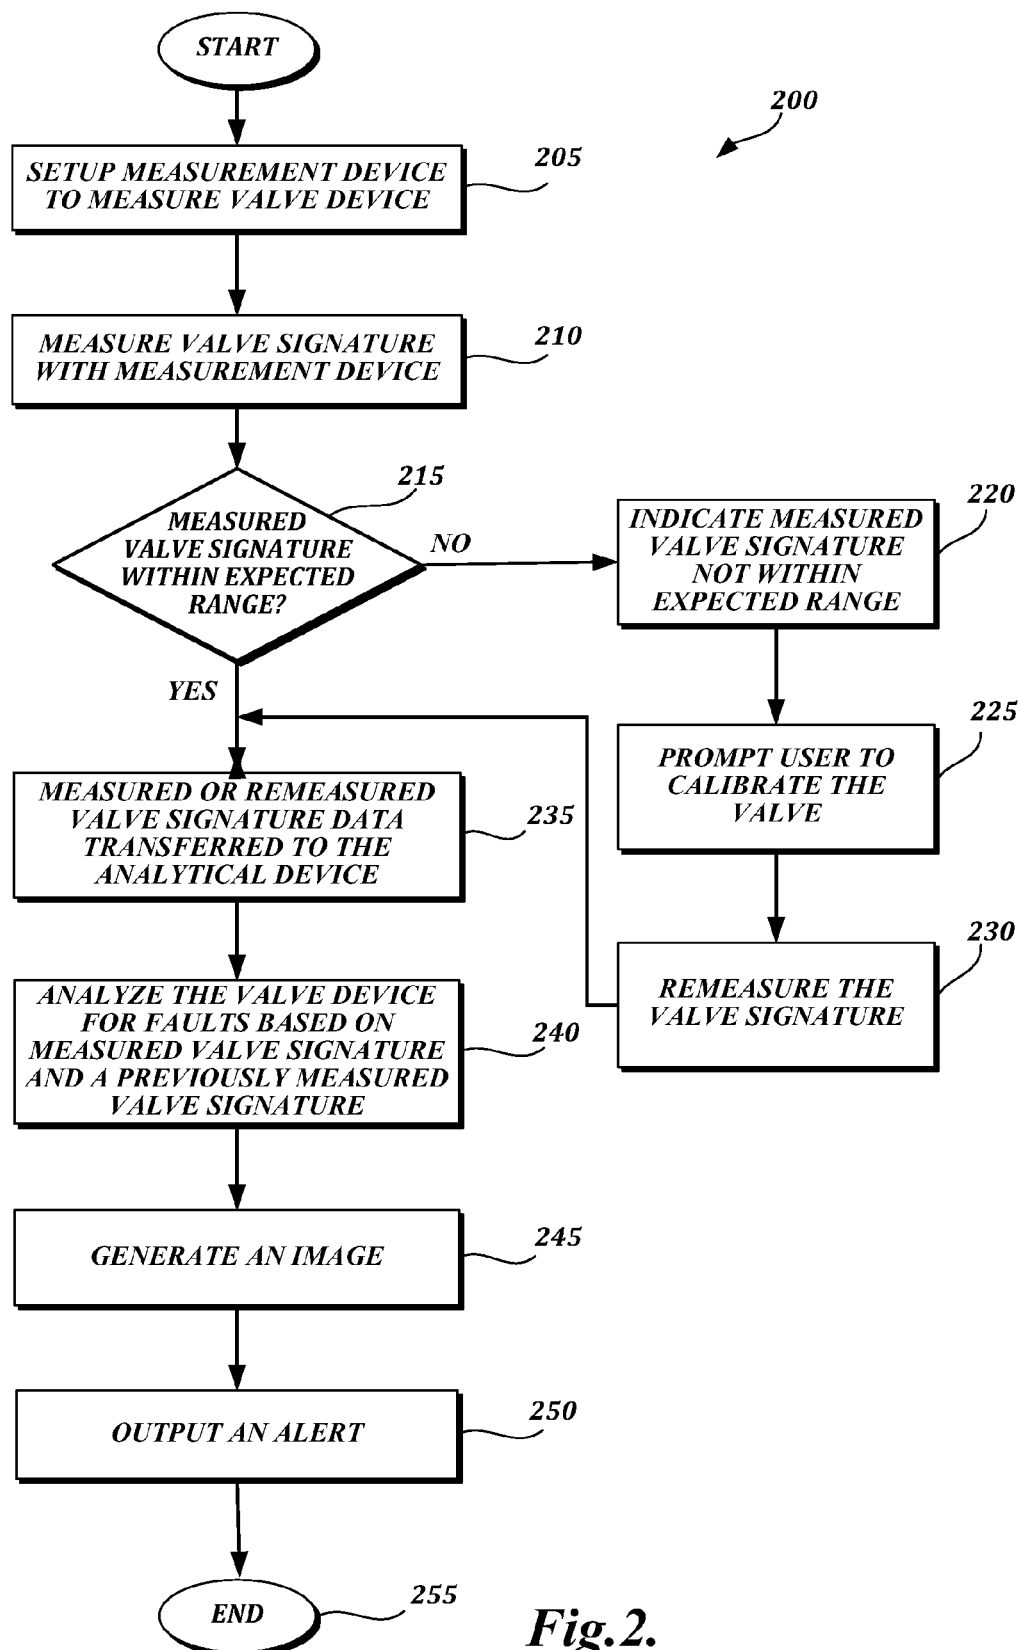 START
200
SETUP MEASUREMENT DEVICE
TO MEASURE VALVE DEVICE
205
MEASURE VALVE SIGNATURE
WITH MEASUREMENT DEVICE
210
215
MEASURED
VALVE SIGNATURE
WITHIN EXPECTED
RANGE?
NO
YES
INDICATE MEASURED
VALVE SIGNATURE
NOT WITHIN
EXPECTED RANGE
220
PROMPT USER TO
CALIBRATE THE
VALVE
225
REMEASURE THE
VALVE SIGNATURE
230
MEASURED OR REMEASURED
VALVE SIGNATURE DATA
TRANSFERRED TO THE
ANALYTICAL DEVICE
235
ANALYZE THE VALVE DEVICE
FOR FAULTS BASED ON
MEASURED VALVE SIGNATURE
AND A PREVIOUSLY MEASURED
VALVE SIGNATURE
240
GENERATE AN IMAGE
245
OUTPUT AN ALERT
250
END
255
Fig.2.